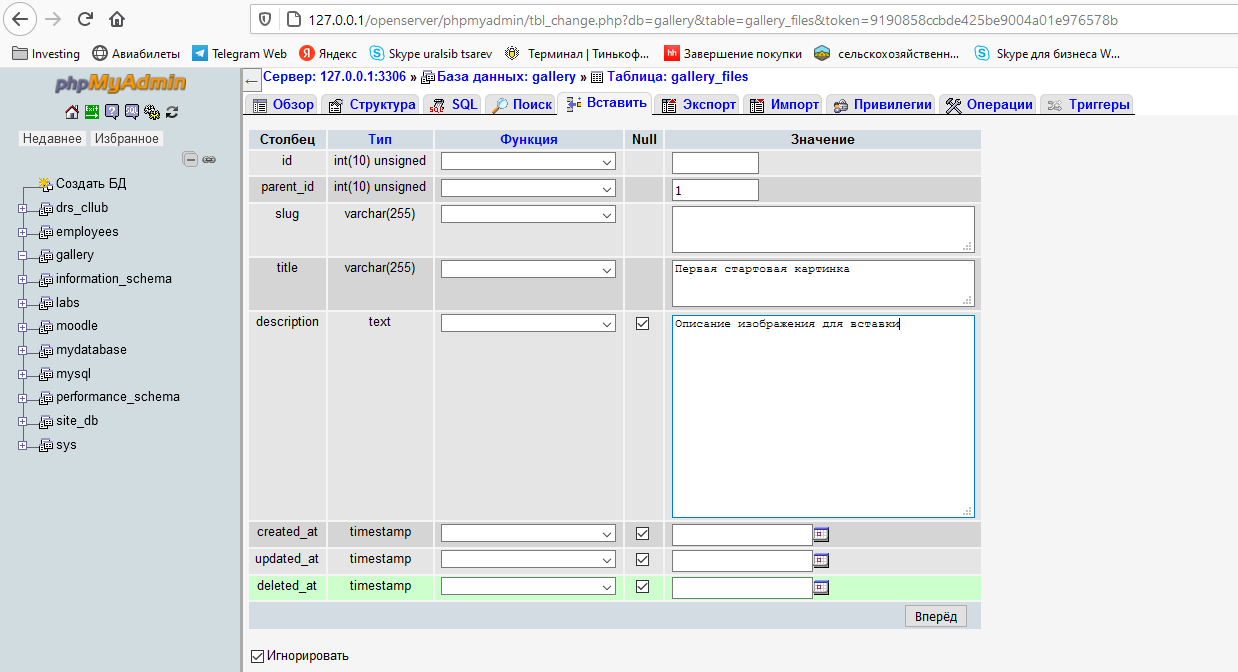 127.0.0.1/openserver/phpmyadmin/tbl_change.php?db=gallery&table=gallery_files&token=9190858ccbde425be9004a01e976578b
Investing Авиабилеты Telegram Web Яндекс Skype uralsib tsarev Терминал | Тинькоф... Завершение покупки сельскохозяйственн... Skype для бизнеса W...
phpMyAdmin
Недавнее Избранное
Создать БД
drs_cllub
employees
gallery
information_schema
labs
moodle
mydatabase
mysql
performance_schema
site_db
sys
Сервер: 127.0.0.1:3306 » База данных: gallery » Таблица: gallery_files
Обзор Структура SQL Поиск Вставить Экспорт Импорт Привилегии Операции Триггеры
Столбец Тип Функция Null Значение
id int(10) unsigned
parent_id int(10) unsigned 1
slug varchar(255)
title varchar(255) Первая стартовая картинка
description text Описание изображения для вставки
created_at timestamp
updated_at timestamp
deleted_at timestamp
Вперёд
Игнорировать